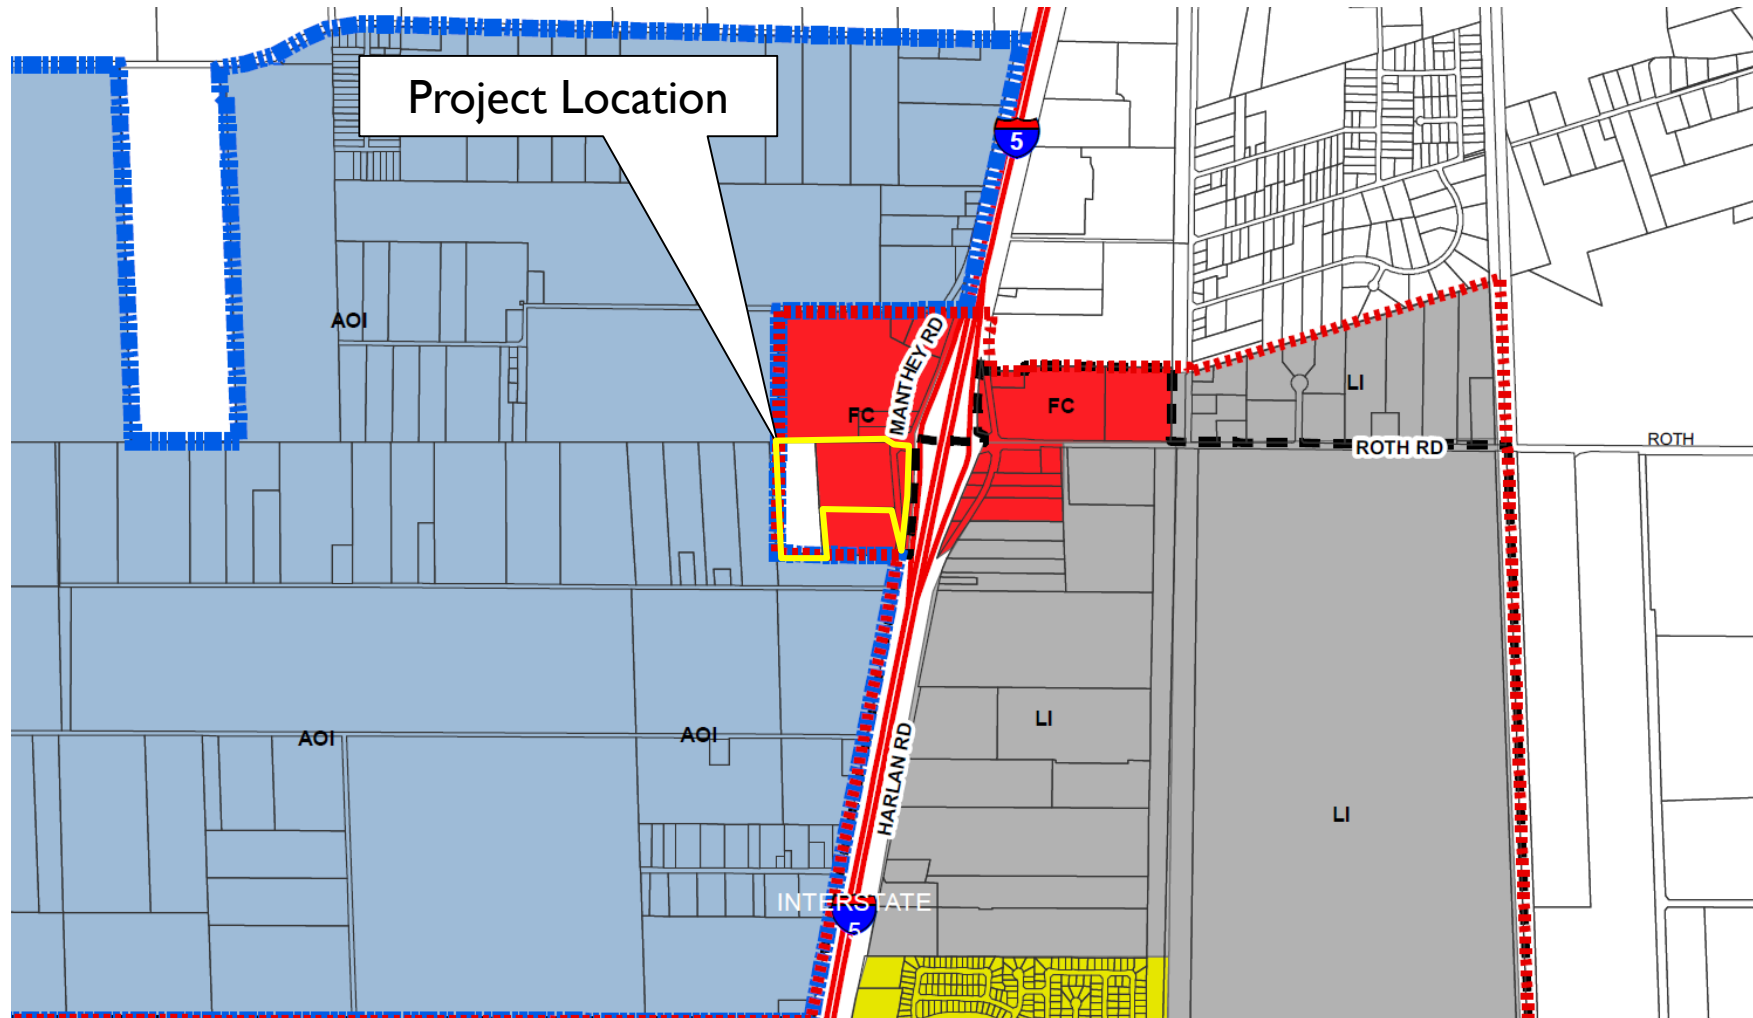 Project Location
5
AOI
MANTHEY RD
FC
FC
LI
ROTH RD
ROTH
AOI
AOI
LI
HARLAN RD
LI
INTERSTATE
5